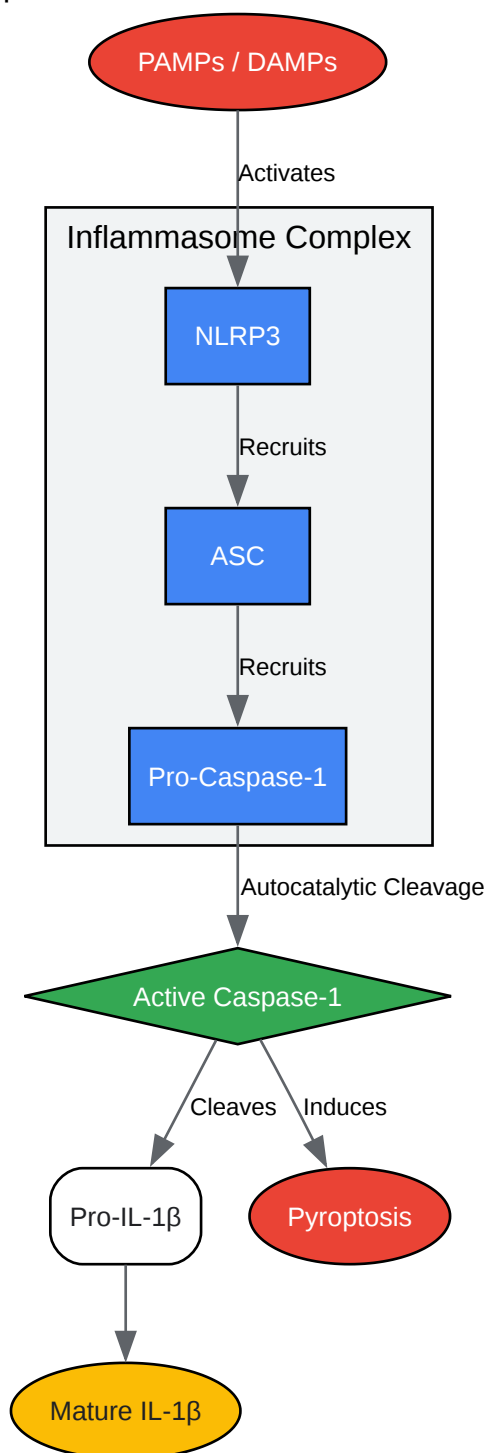 PAMPs / DAMPs
Activates
Inflammasome Complex
NLRP3
Recruits
ASC
Recruits
Pro-Caspase-1
Autocatalytic Cleavage
Active Caspase-1
Cleaves
Induces
Pro-IL-1β
Pyroptosis
Mature IL-1β